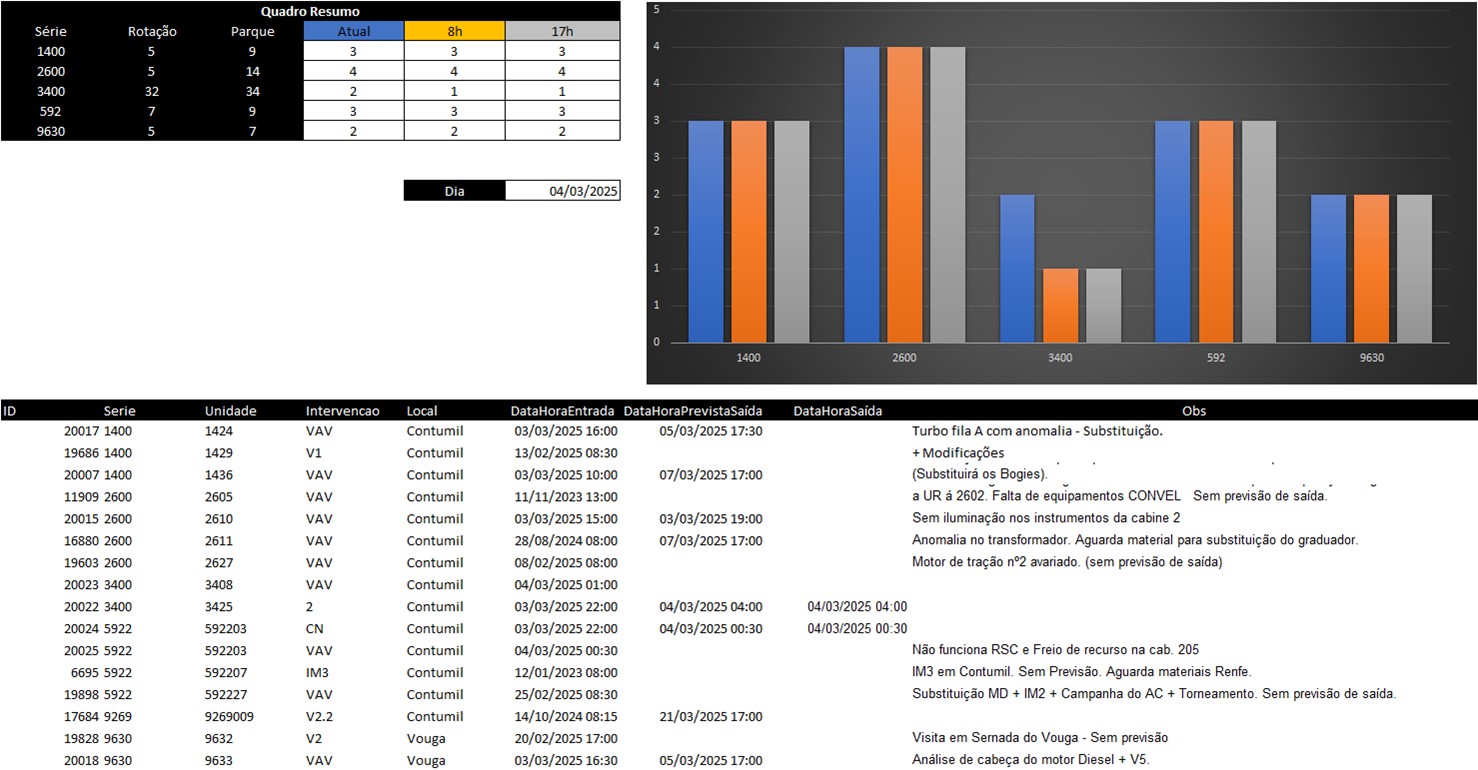 Quadro Resumo
Série Rotação Parque Atual 8h 17h
1400 5 9 3 3 3
2600 5 14 4 4 4
3400 32 34 2 1 1
592 7 9 3 3 3
9630 5 7 2 2 2
Dia 04/03/2025
5
4
4
3
3
2
2
1
1
0
1400 2600 3400 592 9630
ID Serie Unidade Intervencao Local DataHoraEntrada DataHoraPrevistaSaída DataHoraSaída Obs
20017 1400 1424 VAV Contumil 03/03/2025 16:00 05/03/2025 17:30 Turbo fila A com anomalia - Substituição.
19686 1400 1429 V1 Contumil 13/02/2025 08:30 + Modificações
20007 1400 1436 VAV Contumil 03/03/2025 10:00 07/03/2025 17:00 (Substituirá os Bogies).
11909 2600 2605 VAV Contumil 11/11/2023 13:00 a UR á 2602. Falta de equipamentos CONVEL Sem previsão de saída.
20015 2600 2610 VAV Contumil 03/03/2025 15:00 03/03/2025 19:00 Sem iluminação nos instrumentos da cabine 2
16880 2600 2611 VAV Contumil 28/08/2024 08:00 07/03/2025 17:00 Anomalia no transformador. Aguarda material para substituição do graduador.
19603 2600 2627 VAV Contumil 08/02/2025 08:00 Motor de tração nº2 avariado. (sem previsão de saída)
20023 3400 3408 VAV Contumil 04/03/2025 01:00
20022 3400 3425 2 Contumil 03/03/2025 22:00 04/03/2025 04:00 04/03/2025 04:00
20024 5922 592203 CN Contumil 03/03/2025 22:00 04/03/2025 00:30 04/03/2025 00:30
20025 5922 592203 VAV Contumil 04/03/2025 00:30 Não funciona RSC e Freio de recurso na cab. 205
6695 5922 592207 IM3 Contumil 12/01/2023 08:00 IM3 em Contumil. Sem Previsão. Aguarda materiais Renfe.
19898 5922 592227 VAV Contumil 25/02/2025 08:30 Substituição MD + IM2 + Campanha do AC + Torneamento. Sem previsão de saída.
17684 9269 9269009 V2.2 Contumil 14/10/2024 08:15 21/03/2025 17:00
19828 9630 9632 V2 Vouga 20/02/2025 17:00 Visita em Sernada do Vouga - Sem previsão
20018 9630 9633 VAV Vouga 03/03/2025 16:30 05/03/2025 17:00 Análise de cabeça do motor Diesel + V5.